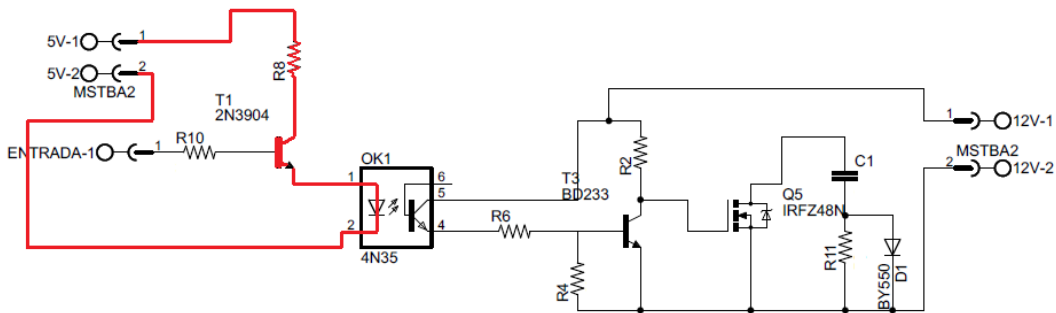 5V-1
1
5V-2
2
MSTBA2
R8
T1
2N3904
ENTRADA-1
1
R10
OK1
1
2
6
5
4
4N35
R6
R4
T3
BD233
R2
Q5
IRFZ48N
C1
R11
BY550
D1
1
12V-1
MSTBA2
2
12V-2